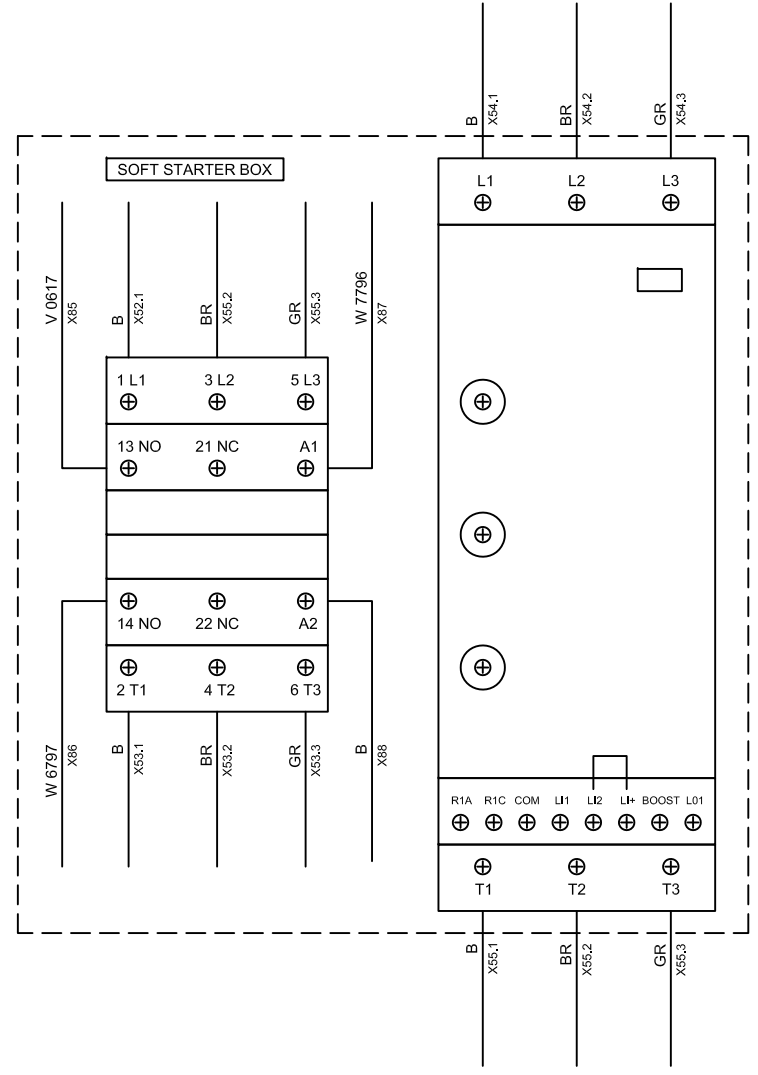 B X54.1
BR X54.2
GR X54.3
SOFT STARTER BOX
L1 L2 L3
V 0617 X85
B X52.1
BR X55.2
GR X55.3
W 7796 X87
1 L1 3 L2 5 L3
13 NO 21 NC A1
14 NO 22 NC A2
2 T1 4 T2 6 T3
W 6797 X86
B X53.1
BR X53.2
GR X53.3
B X88
R1A R1C COM LI1 LI2 LI+ BOOST L01
T1 T2 T3
B X55.1
BR X55.2
GR X55.3